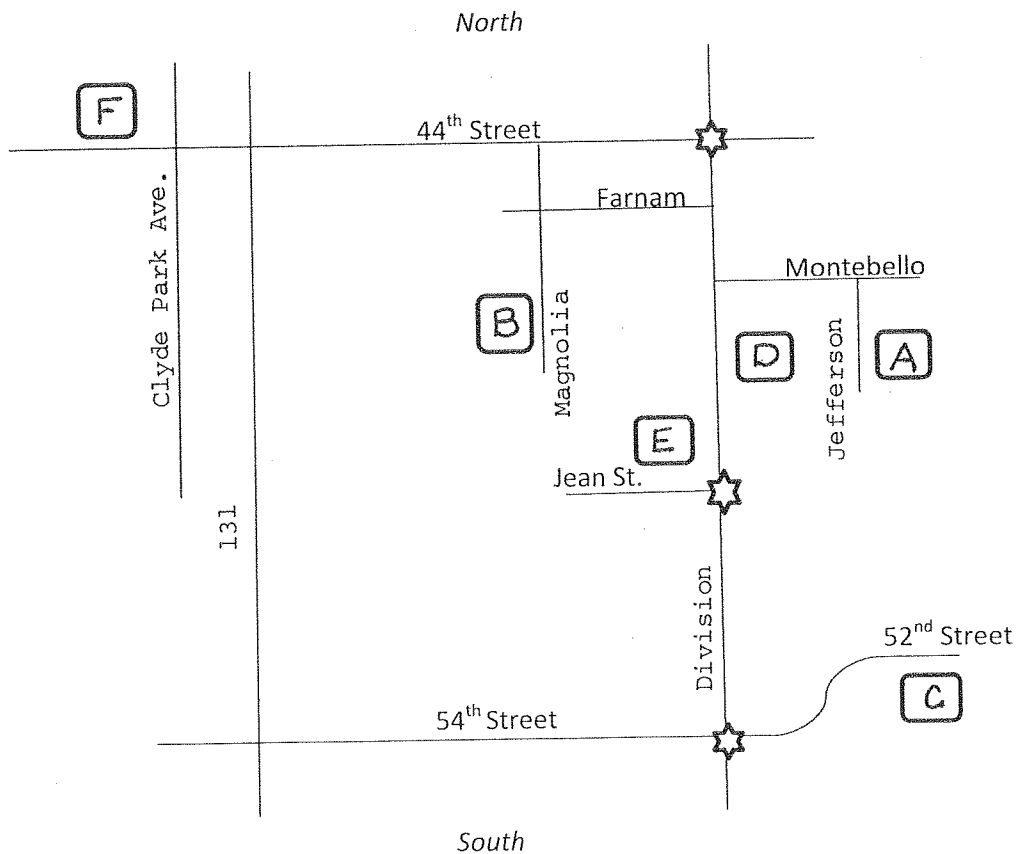 North
F
44th Street
Farnam
Clyde Park Ave.
Montebello
B
Magnolia
D
Jefferson
A
E
Jean St.
131
Division
52nd Street
C
54th Street
South